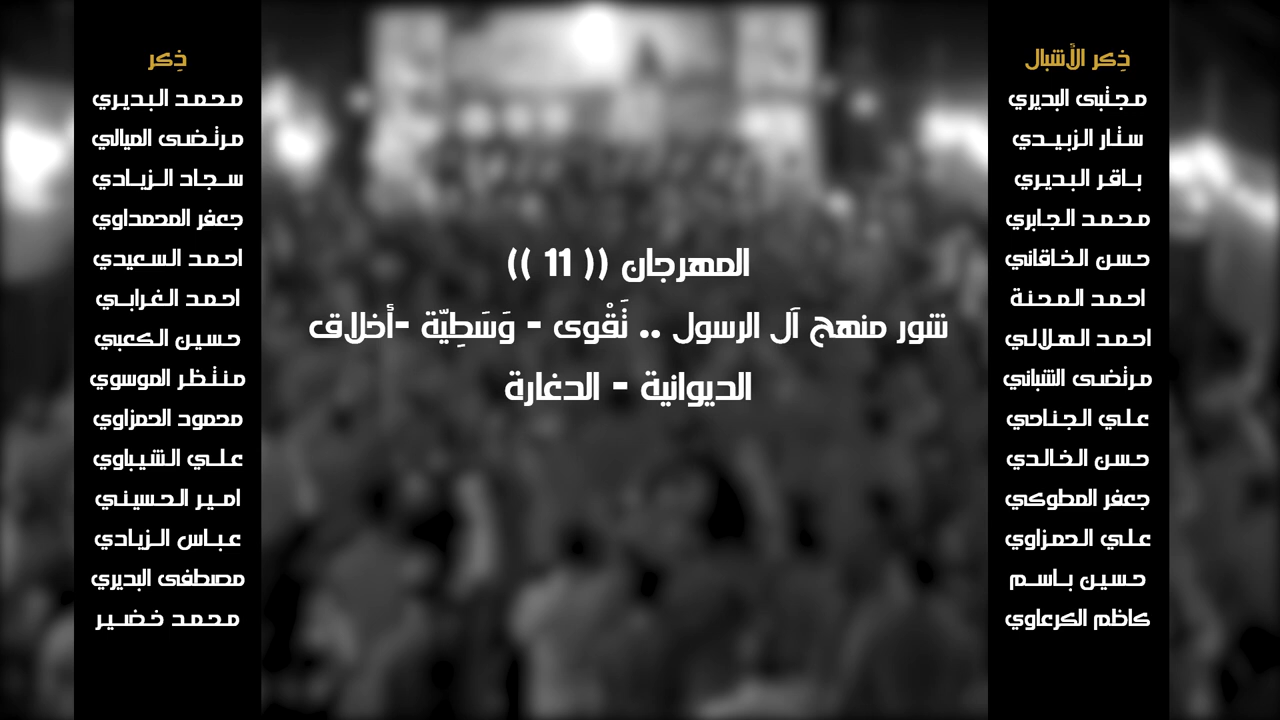 ذِكر الأشبال
مجتبى البديري
ستار الزبيدي
باقر البديري
محمد الجابري
حسن الخاقاني
احمد المحنة
احمد الهلالي
مرتضى الشباني
علي الجناحي
حسن الخالدي
جعفر المطوكي
علي الحمزاوي
حسين باسم
كاظم الكرعاوي
المهرجان (( 11 ))
شور منهج آل الرسول .. تَقْوى - وَسَطِيّة -أخلاق
الديوانية - الدغارة
ذِكر
محمد البديري
مرتضى الميالي
سجاد الزيادي
جعفر المحمداوي
احمد السعيدي
احمد الغرابي
حسين الكعبي
منتظر الموسوي
محمود الحمزاوي
علي الشيباوي
امير الحسيني
عباس الزيادي
مصطفى البديري
محمد خضير